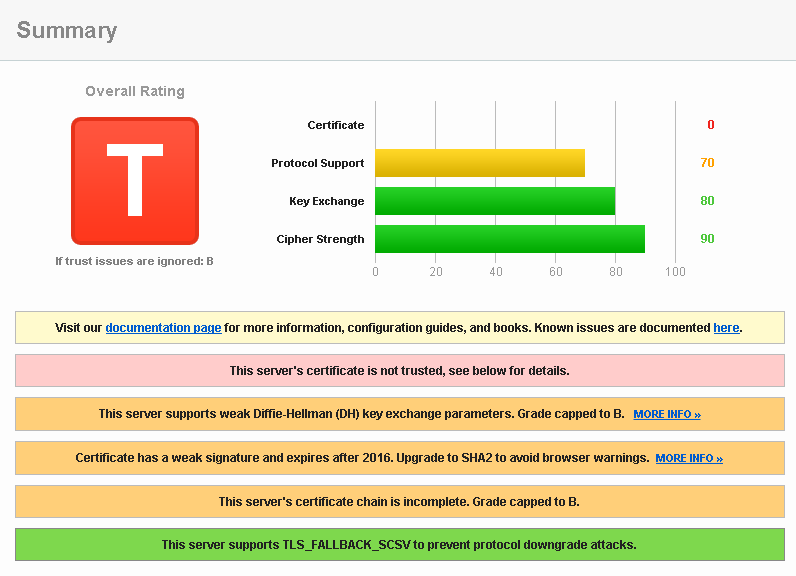 Summary
Overall Rating
T
If trust issues are ignored: B
Certificate 0
Protocol Support 70
Key Exchange 80
Cipher Strength 90
0 20 40 60 80 100
Visit our documentation page for more information, configuration guides, and books. Known issues are documented here.
This server's certificate is not trusted, see below for details.
This server supports weak Diffie-Hellman (DH) key exchange parameters. Grade capped to B. MORE INFO »
Certificate has a weak signature and expires after 2016. Upgrade to SHA2 to avoid browser warnings. MORE INFO »
This server's certificate chain is incomplete. Grade capped to B.
This server supports TLS_FALLBACK_SCSV to prevent protocol downgrade attacks.